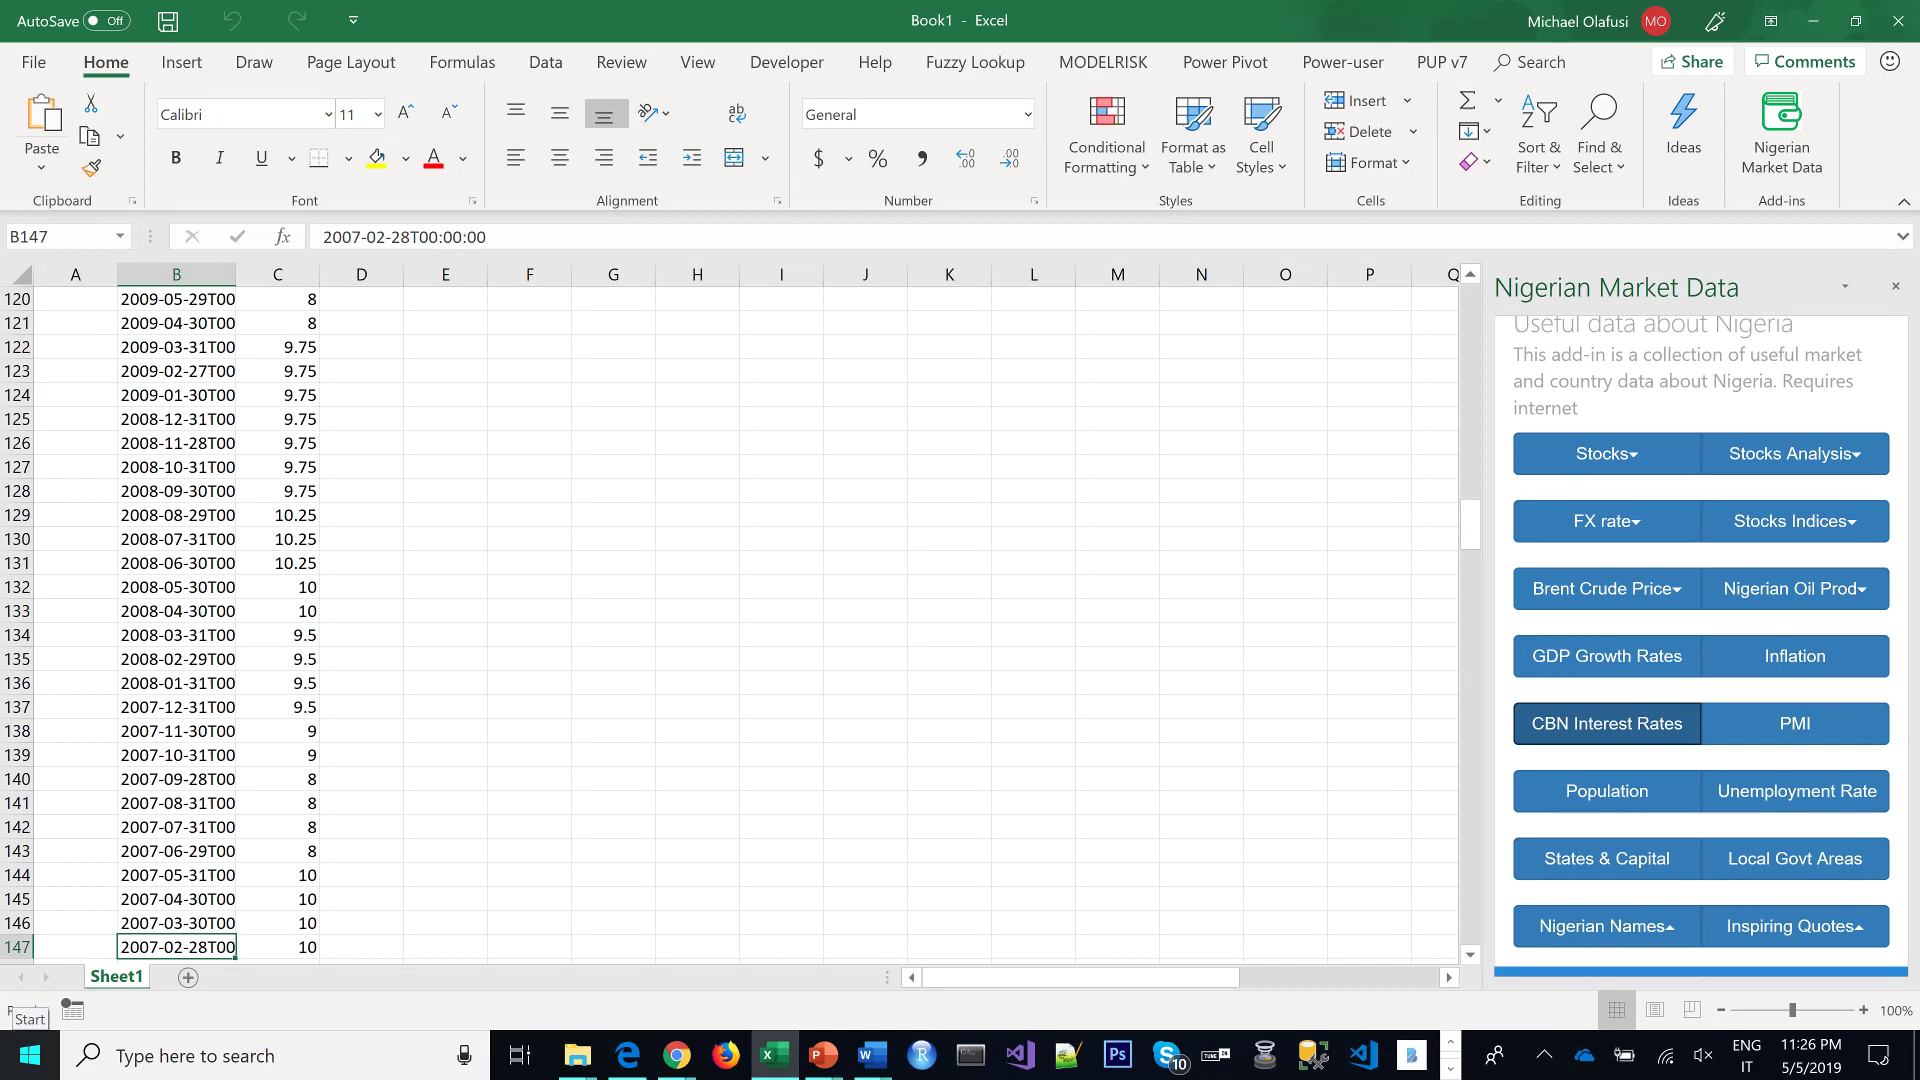 AutoSave Off
Book1 - Excel
Michael Olafusi MO
File Home Insert Draw Page Layout Formulas Data Review View Developer Help Fuzzy Lookup MODELRISK Power Pivot Power-user PUP v7 Search Share Comments
Paste
Clipboard
Calibri 11
B I U A
Font
ab
Alignment
General
$ % 9 .00
Number
Conditional Formatting
Format as Table
Cell Styles
Styles
Insert
Delete
Format
Cells
Sort & Filter
Find & Select
Editing
Ideas
Ideas
Nigerian Market Data
Add-ins
B147 fx 2007-02-28T00:00:00
A B C D E F G H I J K L M N O P Q
120 2009-05-29T00 8
121 2009-04-30T00 8
122 2009-03-31T00 9.75
123 2009-02-27T00 9.75
124 2009-01-30T00 9.75
125 2008-12-31T00 9.75
126 2008-11-28T00 9.75
127 2008-10-31T00 9.75
128 2008-09-30T00 9.75
129 2008-08-29T00 10.25
130 2008-07-31T00 10.25
131 2008-06-30T00 10.25
132 2008-05-30T00 10
133 2008-04-30T00 10
134 2008-03-31T00 9.5
135 2008-02-29T00 9.5
136 2008-01-31T00 9.5
137 2007-12-31T00 9.5
138 2007-11-30T00 9
139 2007-10-31T00 9
140 2007-09-28T00 8
141 2007-08-31T00 8
142 2007-07-31T00 8
143 2007-06-29T00 8
144 2007-05-31T00 10
145 2007-04-30T00 10
146 2007-03-30T00 10
147 2007-02-28T00 10
Nigerian Market Data
Useful data about Nigeria
This add-in is a collection of useful market
and country data about Nigeria. Requires
internet
Stocks Stocks Analysis
FX rate Stocks Indices
Brent Crude Price Nigerian Oil Prod
GDP Growth Rates Inflation
CBN Interest Rates PMI
Population Unemployment Rate
States & Capital Local Govt Areas
Nigerian Names Inspiring Quotes
Sheet1
Start
100%
Type here to search
Ps
10
ENG
IT
11:26 PM
5/5/2019